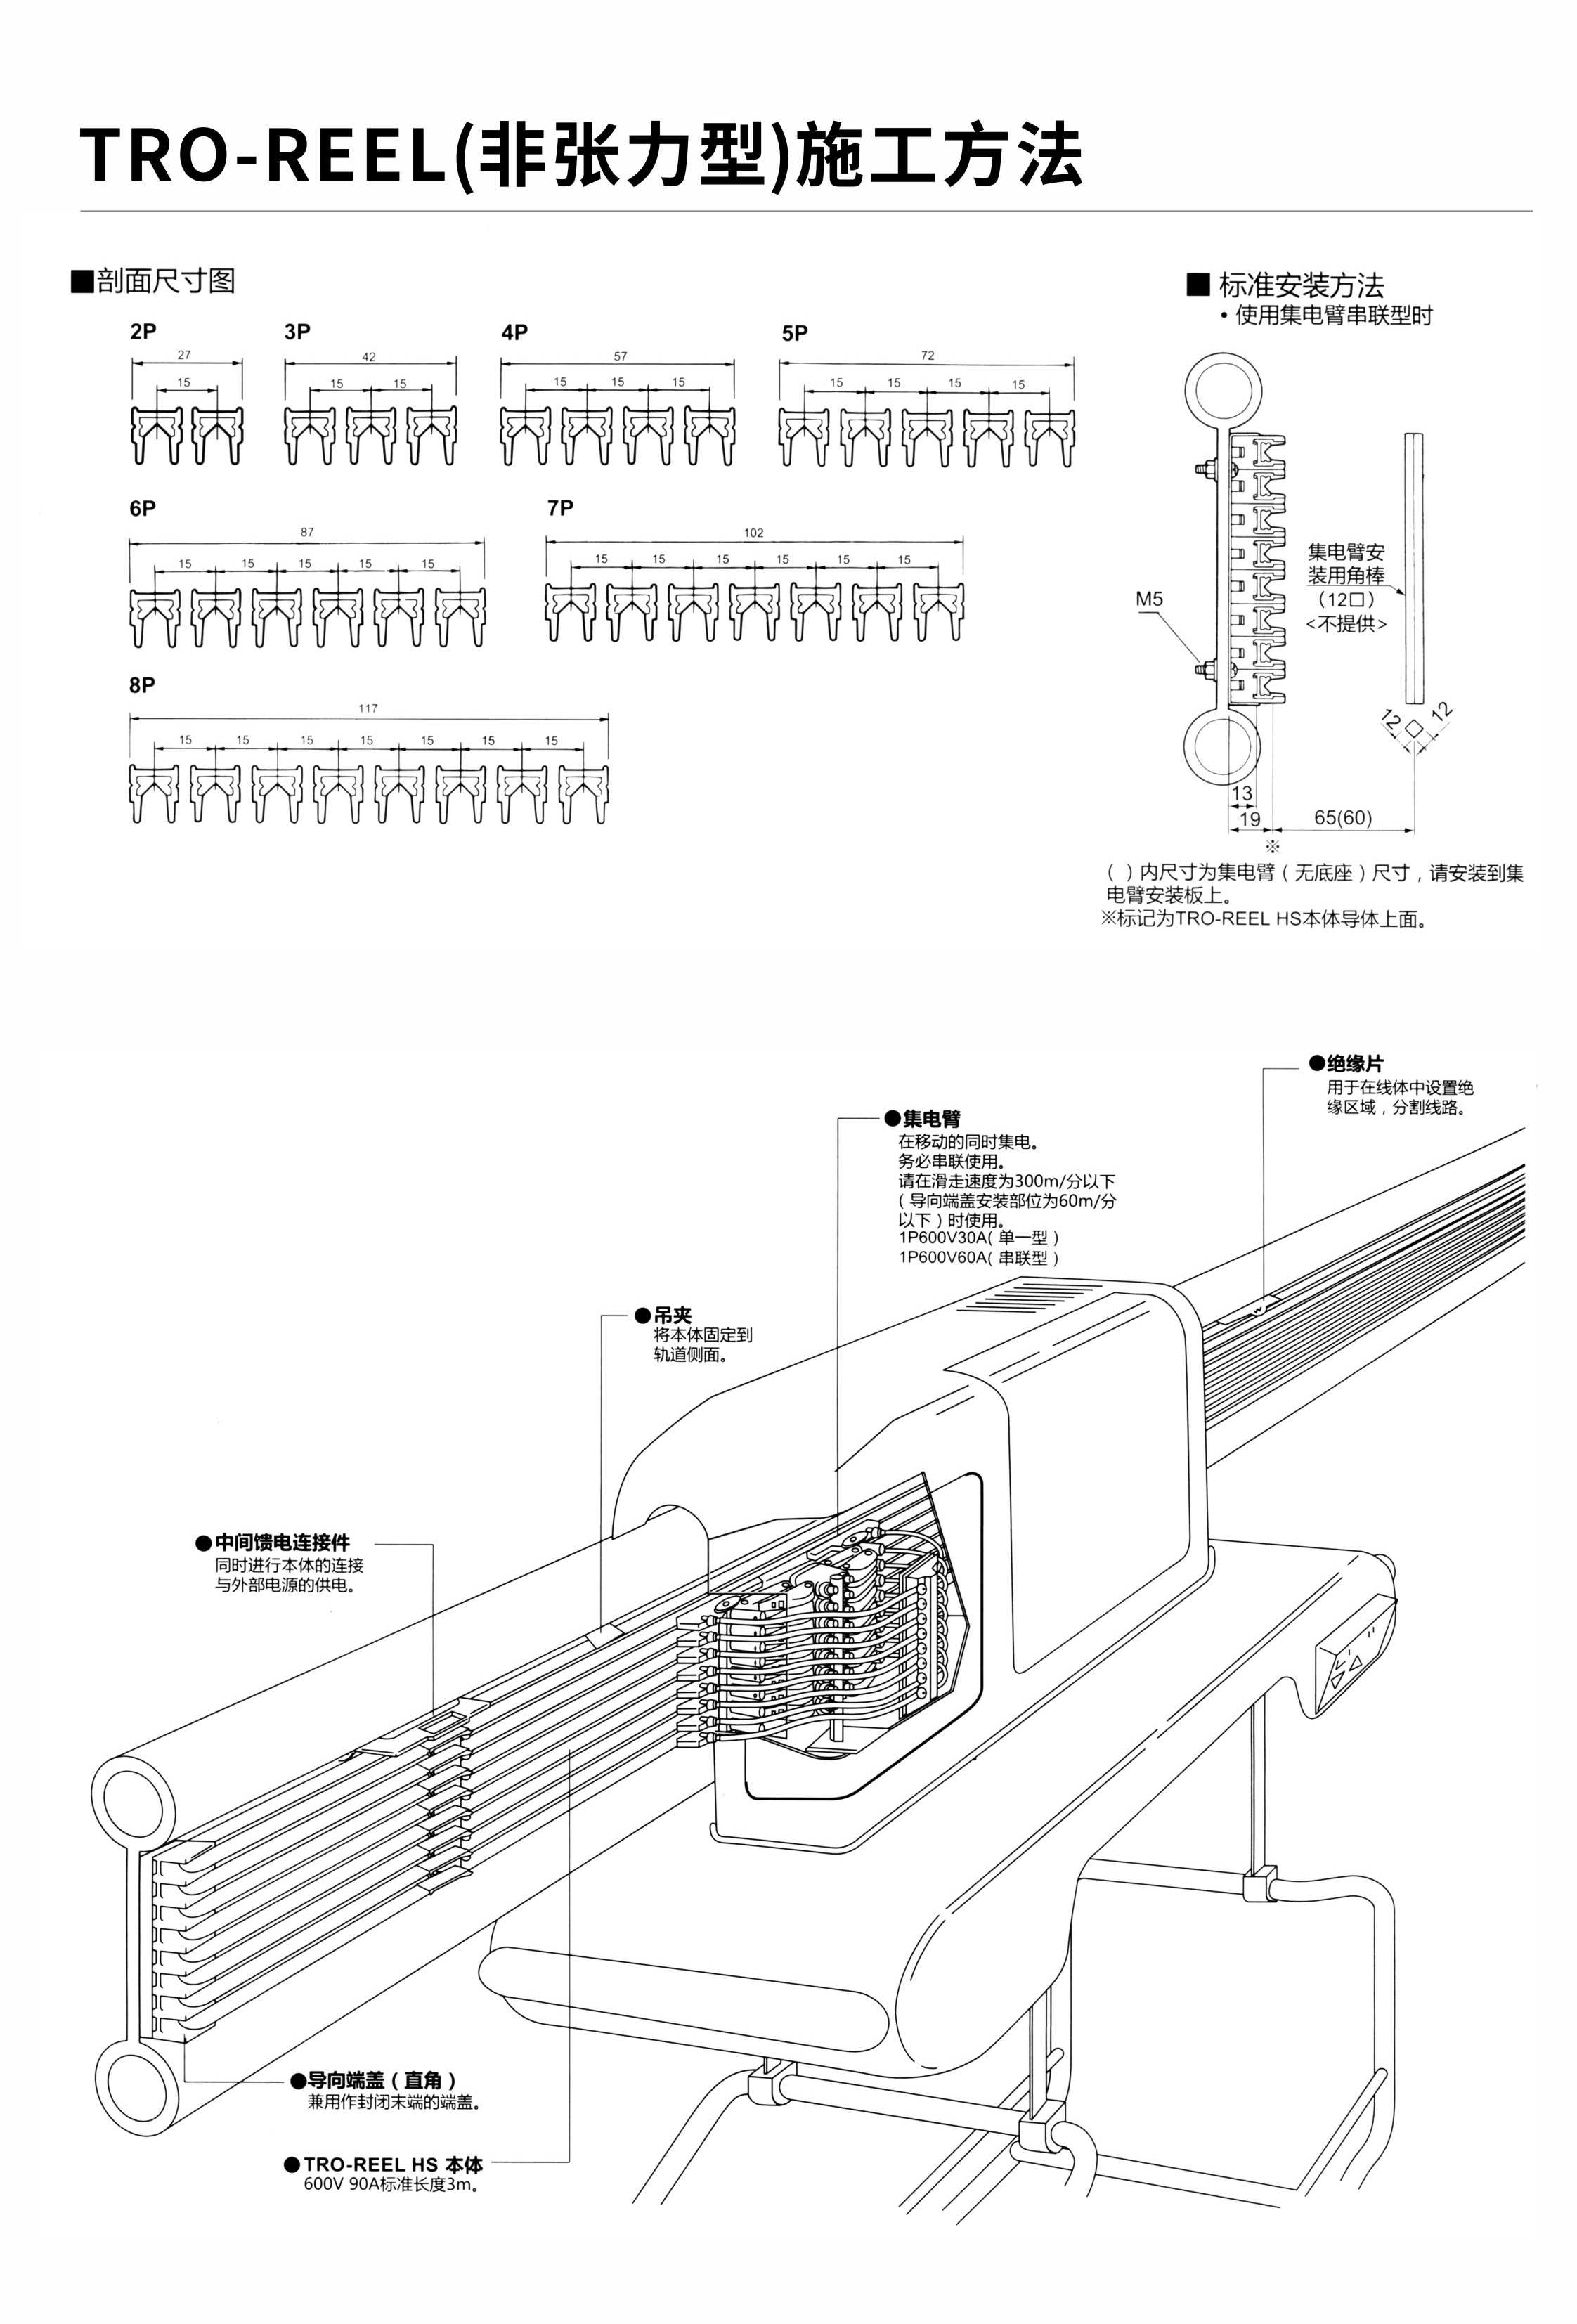 TRO-REEL(非张力型)施工方法
■剖面尺寸图
2P
27
15
3P
42
15 15
4P
57
15 15 15
5P
72
15 15 15 15
6P
87
15 15 15 15 15
7P
102
15 15 15 15 15 15
8P
117
15 15 15 15 15 15 15
■ 标准安装方法
・使用集电臂串联型时
集电臂安
装用角棒
（12口）
<不提供>
M5
12 12
13
19
65(60)
※
（ ）内尺寸为集电臂（无底座）尺寸，请安装到集
电臂安装板上。
※标记为TRO-REEL HS本体导体上面。
●绝缘片
用于在线体中设置绝
缘区域，分割线路。
●集电臂
在移动的同时集电。
务必串联使用。
请在滑走速度为300m/分以下
（导向端盖安装部位为60m/分
以下）时使用。
1P600V30A(单一型)
1P600V60A(串联型)
●吊夹
将本体固定到
轨道侧面。
●中间馈电连接件
同时进行本体的连接
与外部电源的供电。
●导向端盖（直角）
兼用作封闭末端的端盖。
●TRO-REEL HS 本体
600V 90A标准长度3m。